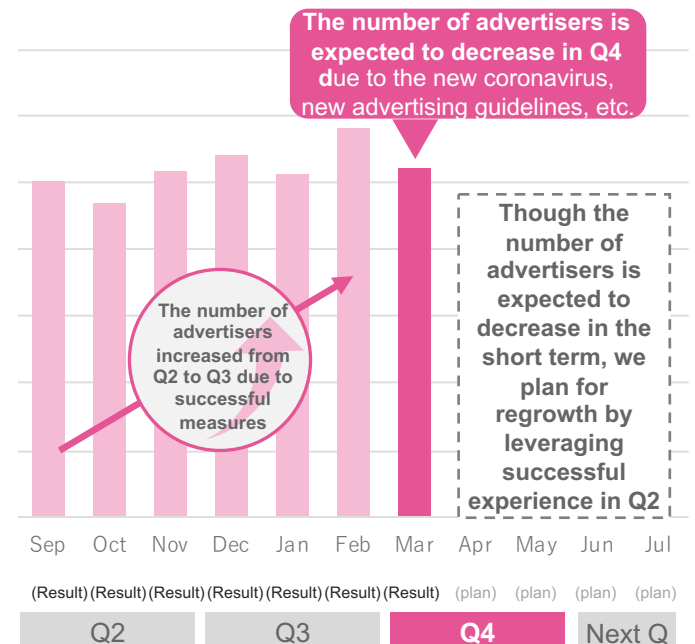 The number of advertisers is
expected to decrease in Q4
due to the new coronavirus,
new advertising guidelines, etc.
Though the
number of
advertisers is
expected to
decrease in the
short term, we
plan for
regrowth by
leveraging
successful
experience in Q2
The number of
advertisers
increased from
Q2 to Q3 due to
successful
measures
Sep Oct Nov Dec Jan Feb Mar Apr May Jun Jul
(Result) (Result) (Result) (Result) (Result) (Result) (Result) (plan) (plan) (plan) (plan)
Q2 Q3 Q4 Next Q